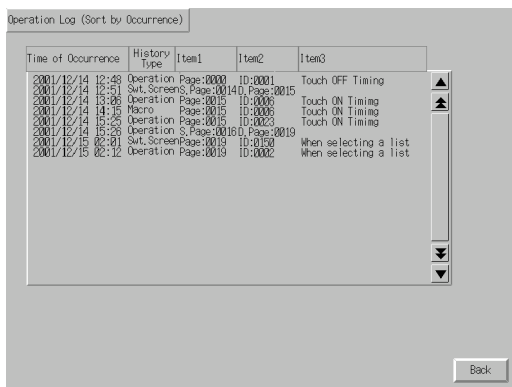 Operation Log (Sort by Occurrence)
Time of Occurrence History Type Item1 Item2 Item3
2001/12/14 12:48 Operation Page:0000 ID:0001 Touch OFF Timing
2001/12/14 12:51 Swt.Screen S.Page:0014 D.Page:0015
2001/12/14 13:06 Operation Page:0015 ID:0006 Touch ON Timimg
2001/12/14 14:15 Macro Page:0015 ID:0006 Touch ON Timimg
2001/12/14 15:25 Operation Page:0015 ID:0023 Touch ON Timimg
2001/12/14 15:26 Operation S.Page:0016 D.Page:0019
2001/12/15 02:01 Swt.Screen Page:0019 ID:0150 When selecting a list
2001/12/15 02:12 Operation Page:0019 ID:0002 When selecting a list
Back